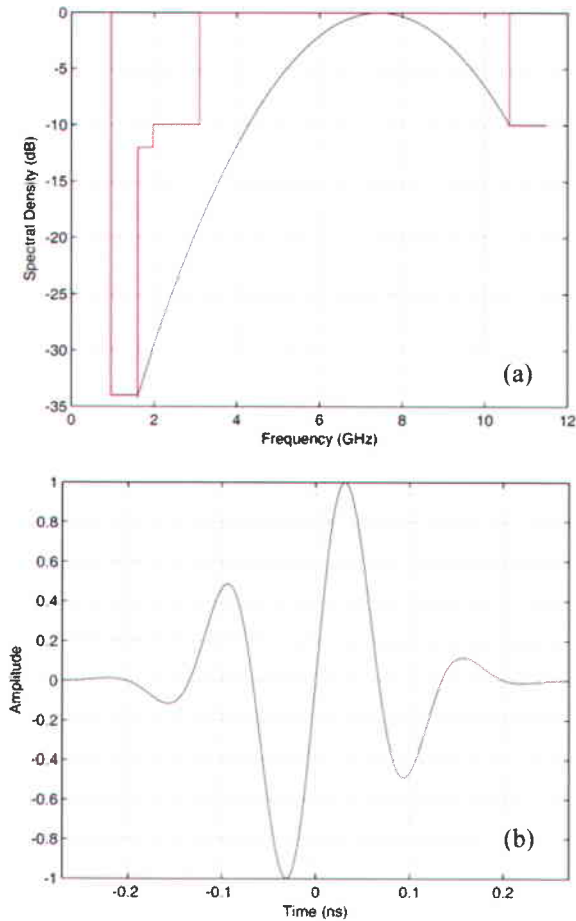 0
-5
-10
-15
-20
-25
-30
-35
Spectral Density (dB)
0 2 4 6 8 10 12
Frequency (GHz)
(a)
1
0.8
0.6
0.4
0.2
0
-0.2
-0.4
-0.6
-0.8
-1
Amplitude
-0.2 -0.1 0 0.1 0.2
Time (ns)
(b)